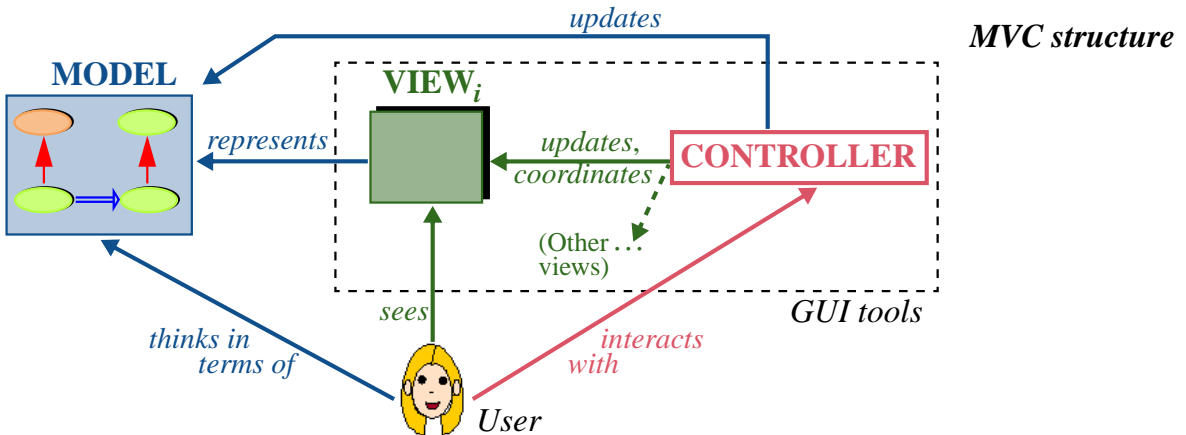 updates
MVC structure
MODEL
VIEWi
represents
updates,
coordinates
CONTROLLER
(Other …
views)
GUI tools
sees
thinks in
terms of
interacts
with
User